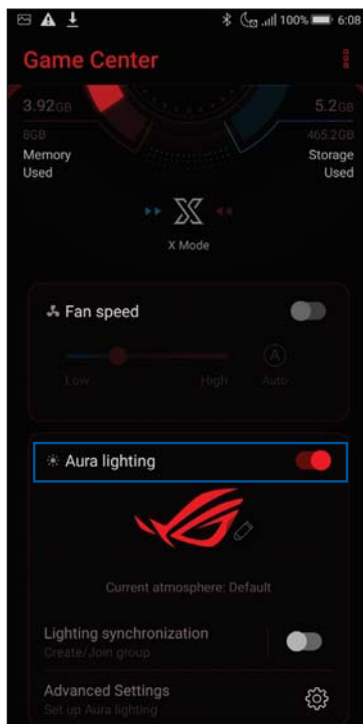 100% 6:08
Game Center
3.92GB 5.2GB
8GB 465.2GB
Memory Storage
Used Used
X Mode
Fan speed
A
Low High Auto
Aura lighting
Current atmosphere: Default
Lighting synchronization
Create/Join group
Advanced Settings
Set up Aura lighting